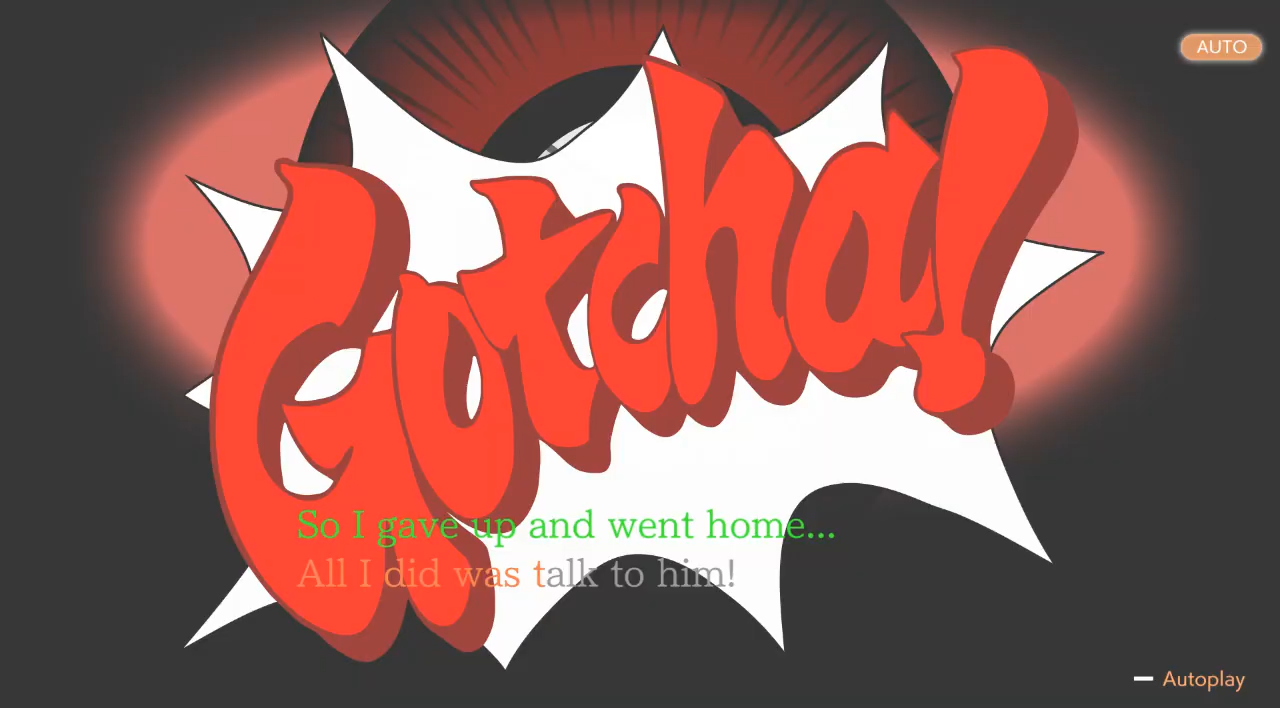 AUTO
Gotcha!
So I gave up and went home...
All I did was talk to him!
Autoplay